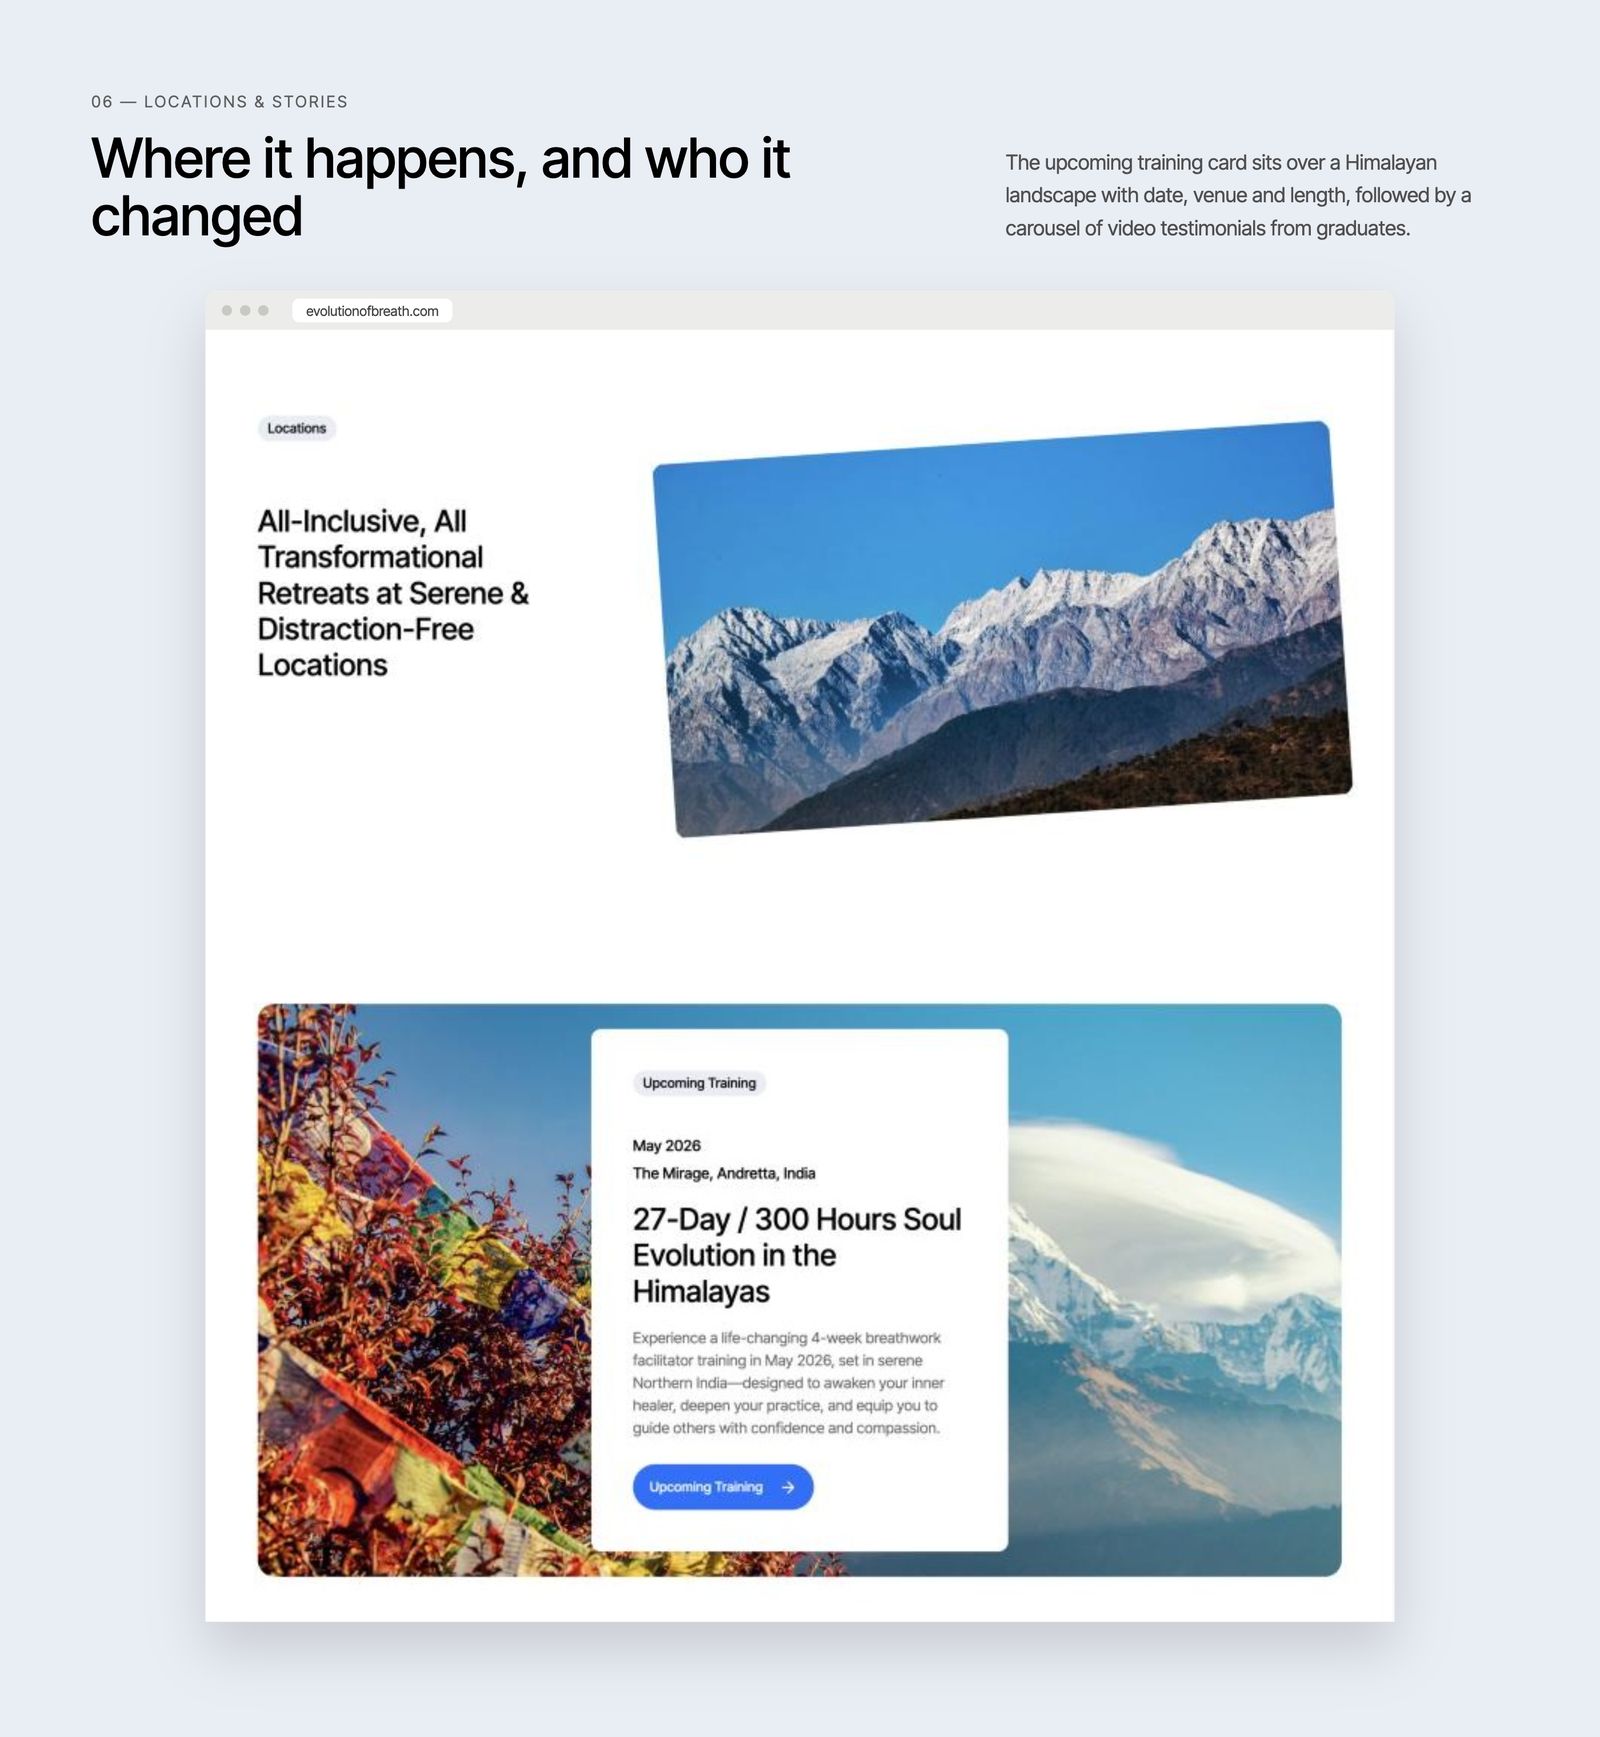 06 — LOCATIONS & STORIES
Where it happens, and who it
changed
The upcoming training card sits over a Himalayan
landscape with date, venue and length, followed by a
carousel of video testimonials from graduates.
evolutionofbreath.com
Locations
All-Inclusive, All
Transformational
Retreats at Serene &
Distraction-Free
Locations
Upcoming Training
May 2026
The Mirage, Andretta, India
27-Day / 300 Hours Soul
Evolution in the
Himalayas
Experience a life-changing 4-week breathwork
facilitator training in May 2026, set in serene
Northern India—designed to awaken your inner
healer, deepen your practice, and equip you to
guide others with confidence and compassion.
Upcoming Training →